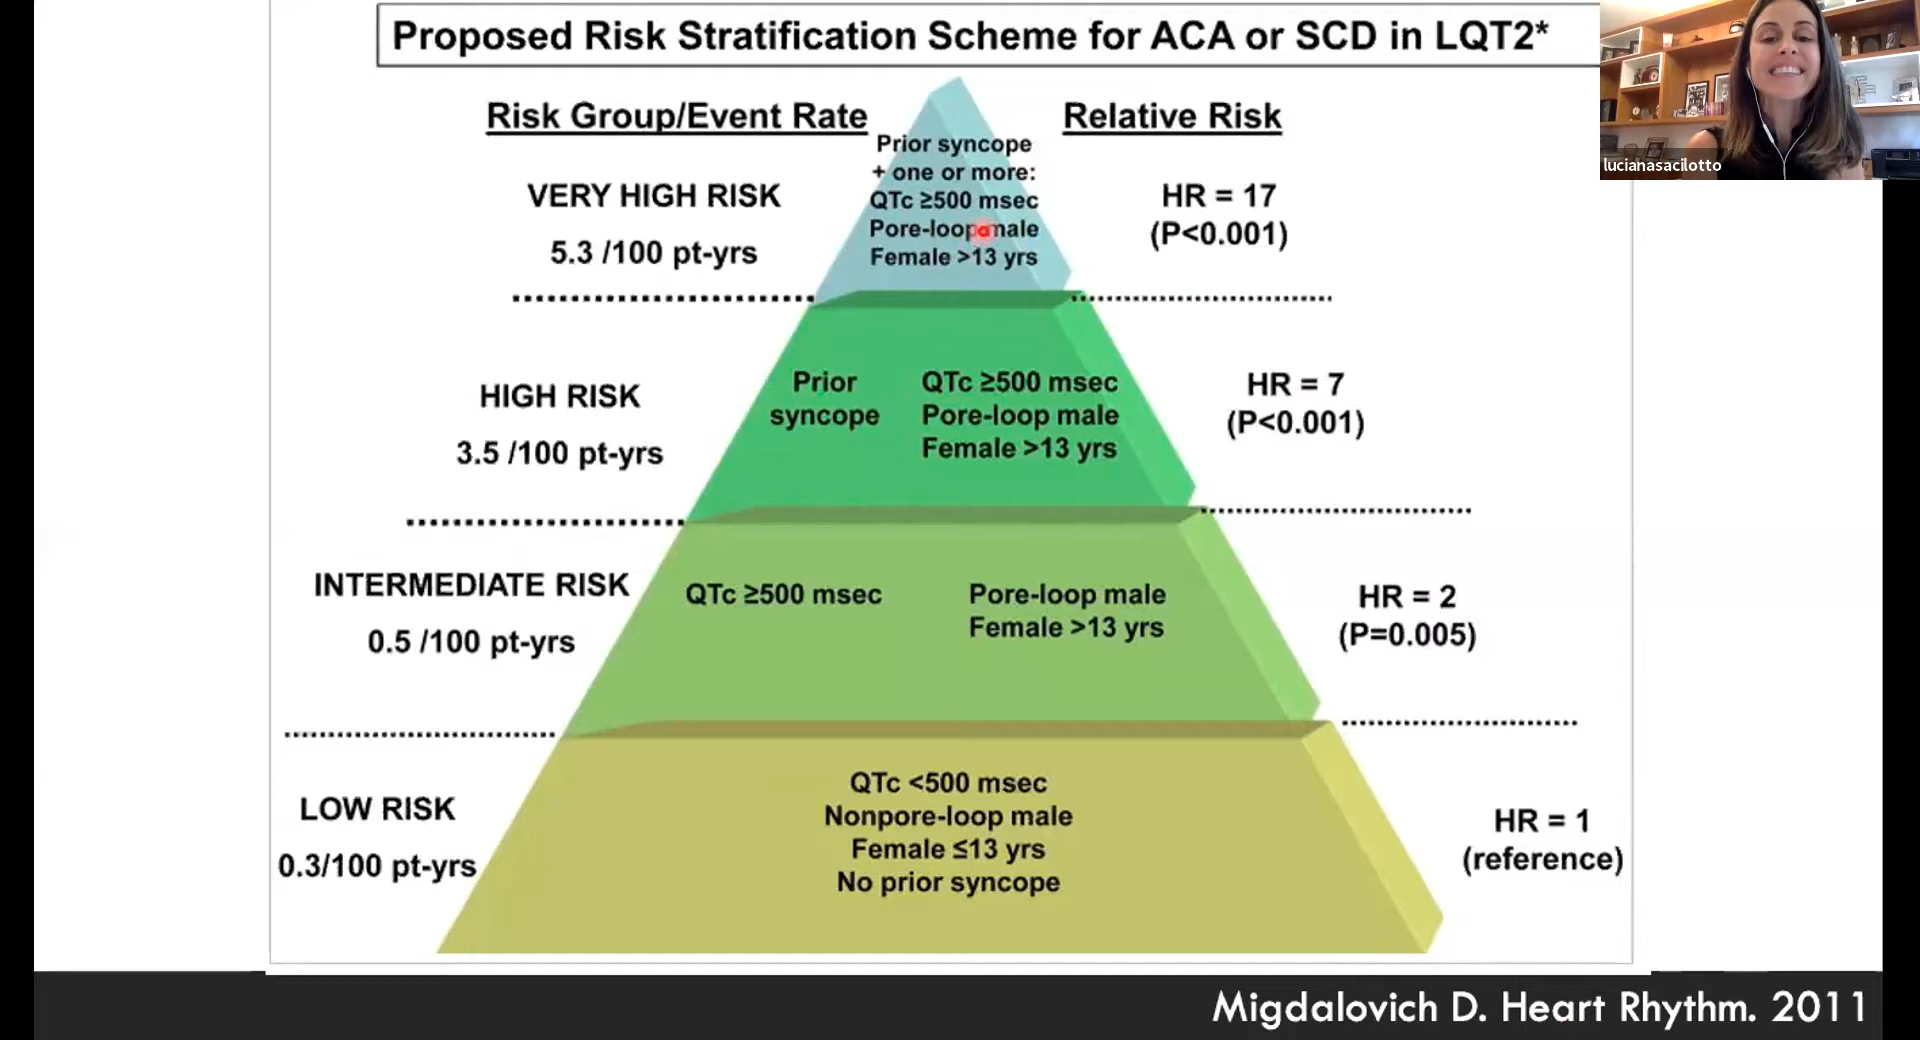 Proposed Risk Stratification Scheme for ACA or SCD in LQT2*
lucianasacilotto
Risk Group/Event Rate
Relative Risk
VERY HIGH RISK
5.3 /100 pt-yrs
Prior syncope
+ one or more:
QTc ≥500 msec
Pore-loop male
Female >13 yrs
HR = 17
(P<0.001)
HIGH RISK
3.5 /100 pt-yrs
Prior
syncope
QTc ≥500 msec
Pore-loop male
Female >13 yrs
HR = 7
(P<0.001)
INTERMEDIATE RISK
0.5 /100 pt-yrs
QTc ≥500 msec
Pore-loop male
Female >13 yrs
HR = 2
(P=0.005)
LOW RISK
0.3/100 pt-yrs
QTc <500 msec
Nonpore-loop male
Female ≤13 yrs
No prior syncope
HR = 1
(reference)
Migdalovich D. Heart Rhythm. 2011